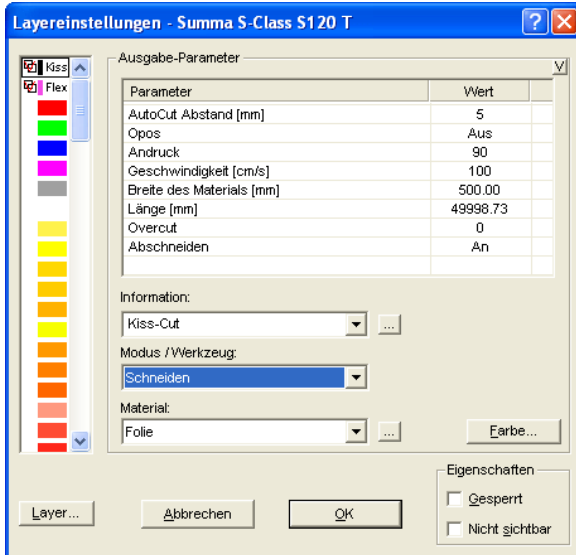 Layereinstellungen - Summa S-Class S120 T
Kiss
Flex
Ausgabe-Parameter
V
Parameter Wert
AutoCut Abstand [mm] 5
Opos Aus
Andruck 90
Geschwindigkeit [cm/s] 100
Breite des Materials [mm] 500.00
Länge [mm] 49998.73
Overcut 0
Abschneiden An
Information:
Kiss-Cut ...
Modus / Werkzeug:
Schneiden
Material:
Folie ...
Farbe...
Eigenschaften
Gesperrt
Nicht sichtbar
Layer... Abbrechen OK